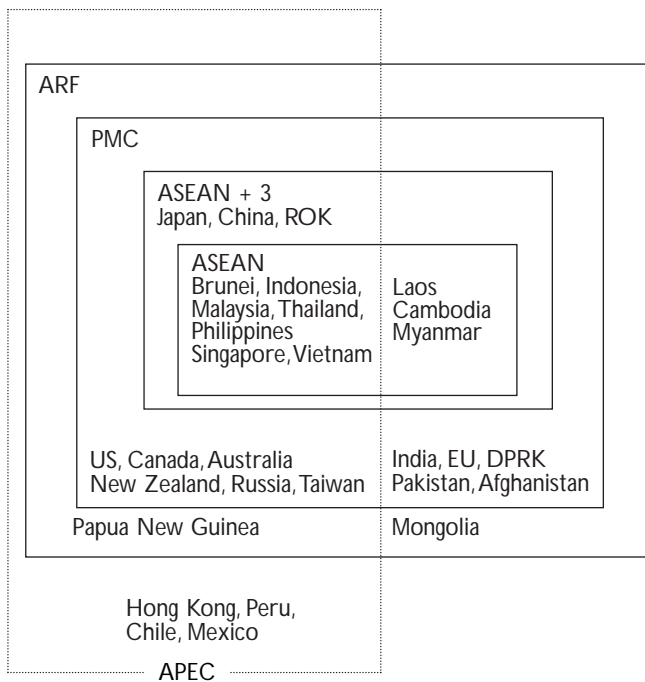 ARF
PMC
ASEAN + 3
Japan, China, ROK
ASEAN
Brunei, Indonesia,
Malaysia, Thailand,
Philippines
Singapore, Vietnam
Laos
Cambodia
Myanmar
US, Canada, Australia
New Zealand, Russia, Taiwan
India, EU, DPRK
Pakistan, Afghanistan
Papua New Guinea
Mongolia
Hong Kong, Peru,
Chile, Mexico
APEC